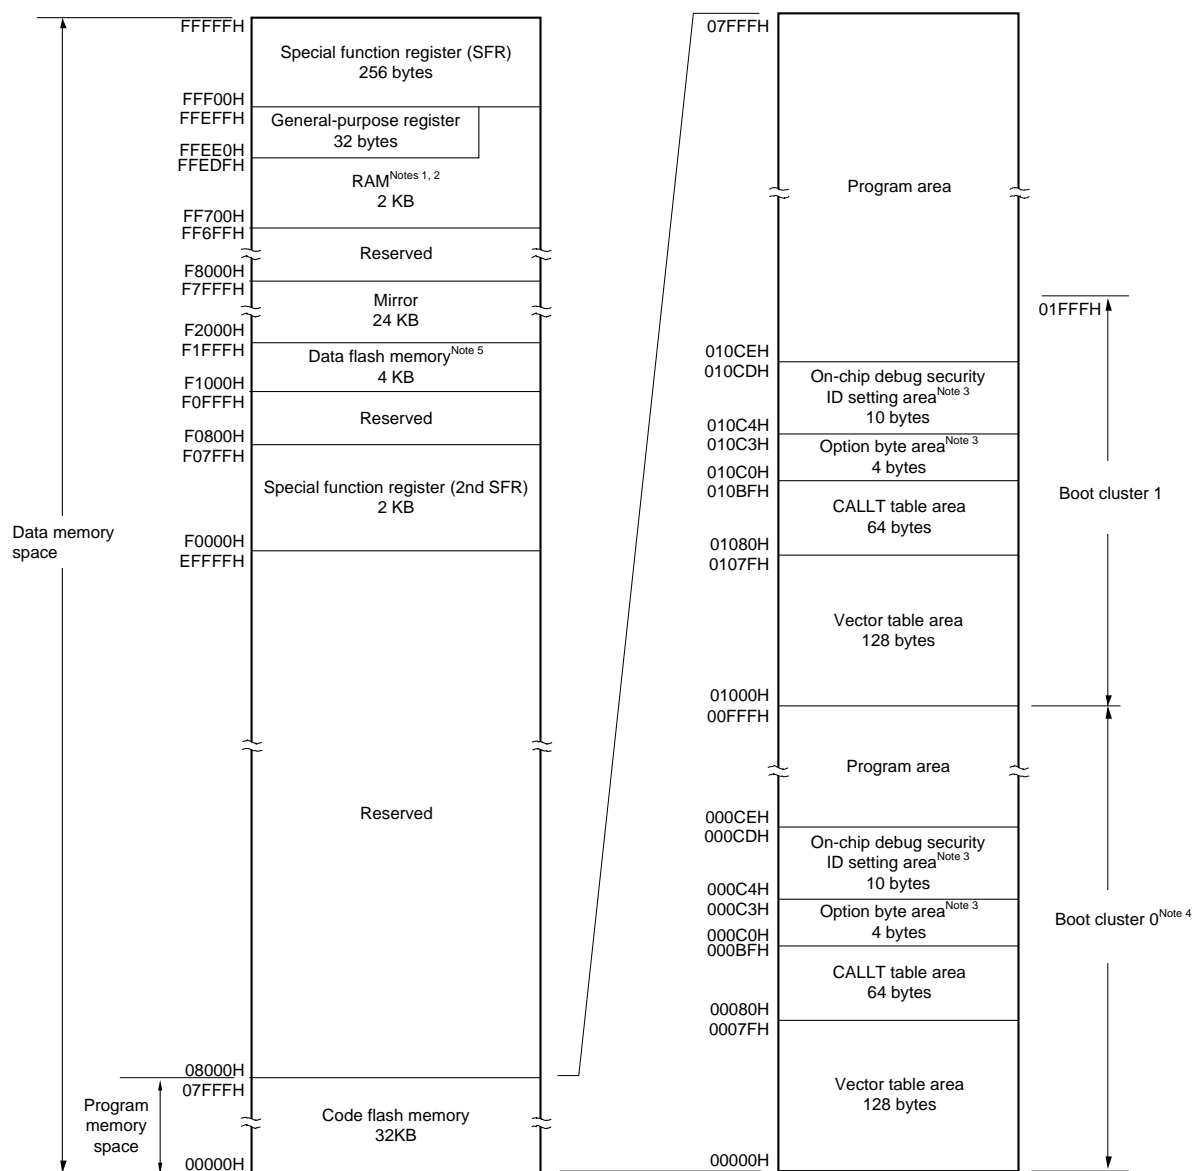 FFFFFH
Special function register (SFR)
256 bytes
FFF00H
FFEFFH
General-purpose register
32 bytes
FFEE0H
FFEDFH
RAMNotes 1, 2
2 KB
FF700H
FF6FFH
Reserved
F8000H
F7FFFH
Mirror
24 KB
F2000H
F1FFFH
Data flash memoryNote 5
4 KB
F1000H
F0FFFH
Reserved
F0800H
F07FFH
Special function register (2nd SFR)
2 KB
Data memory
space
F0000H
EFFFFH
Reserved
08000H
07FFFH
Program
memory
space
Code flash memory
32KB
00000H
07FFFH
Program area
01FFFH
010CEH
010CDH
On-chip debug security
ID setting areaNote 3
10 bytes
010C4H
010C3H
Option byte areaNote 3
4 bytes
010C0H
010BFH
CALLT table area
64 bytes
Boot cluster 1
01080H
0107FH
Vector table area
128 bytes
01000H
00FFFH
Program area
000CEH
000CDH
On-chip debug security
ID setting areaNote 3
10 bytes
000C4H
000C3H
Option byte areaNote 3
4 bytes
Boot cluster 0Note 4
000C0H
000BFH
CALLT table area
64 bytes
00080H
0007FH
Vector table area
128 bytes
00000H